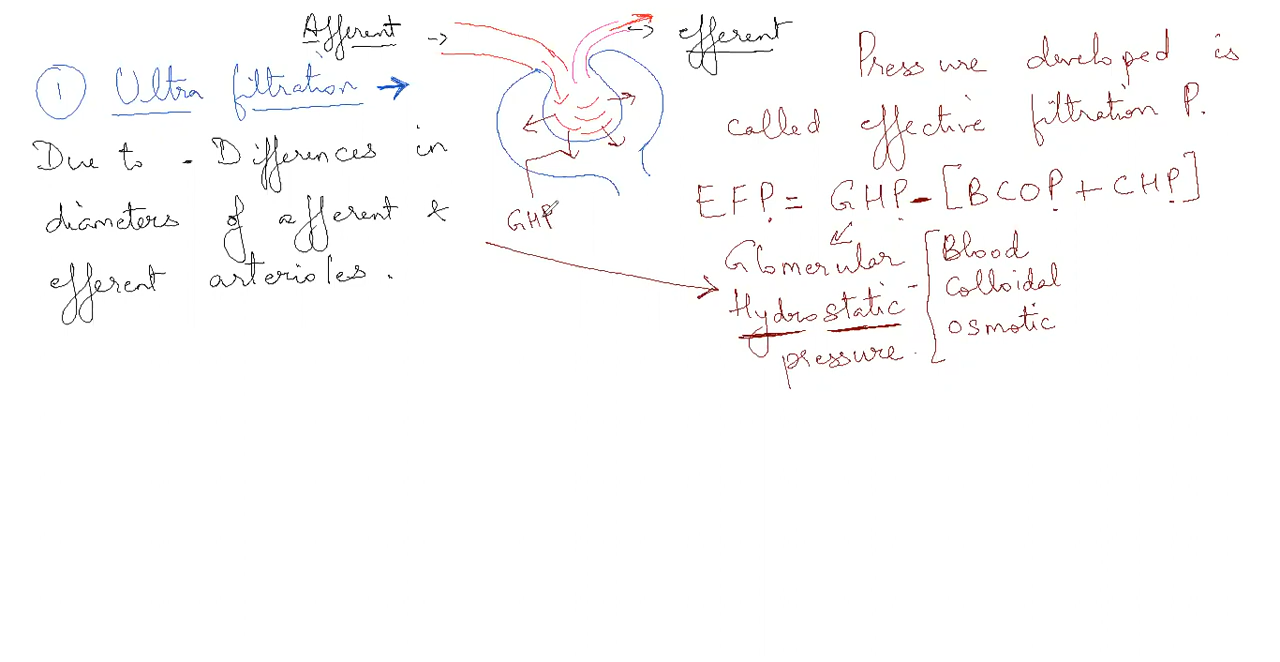 Afferent → → efferent
① Ultra filtration →
Due to - Differences in
diameters of afferent &
efferent arterioles.
GHP
Pressure developed is
called effective filtration P.
EFP = GHP - [BCOP + CHP]
Glomerular
Hydrostatic -
pressure.
Blood
Colloidal
Osmotic